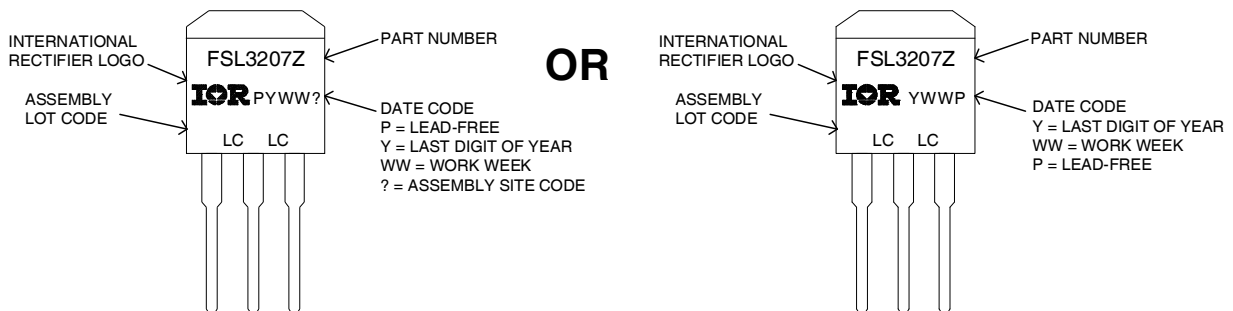 INTERNATIONAL
RECTIFIER LOGO
ASSEMBLY
LOT CODE
FSL3207Z
IOR PYWW?
LC LC
PART NUMBER
DATE CODE
P = LEAD-FREE
Y = LAST DIGIT OF YEAR
WW = WORK WEEK
? = ASSEMBLY SITE CODE
OR
INTERNATIONAL
RECTIFIER LOGO
ASSEMBLY
LOT CODE
FSL3207Z
IOR YWWP
LC LC
PART NUMBER
DATE CODE
Y = LAST DIGIT OF YEAR
WW = WORK WEEK
P = LEAD-FREE